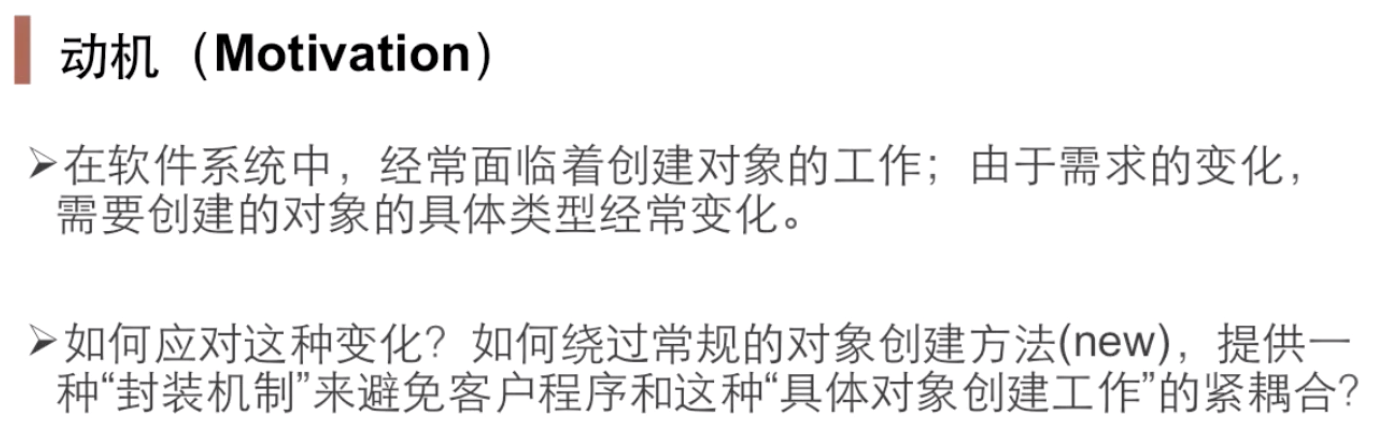 动机（Motivation）
➤在软件系统中，经常面临着创建对象的工作；由于需求的变化，
需要创建的对象的具体类型经常变化。
➤如何应对这种变化？如何绕过常规的对象创建方法(new)，提供一
种“封装机制”来避免客户程序和这种“具体对象创建工作”的紧耦合？